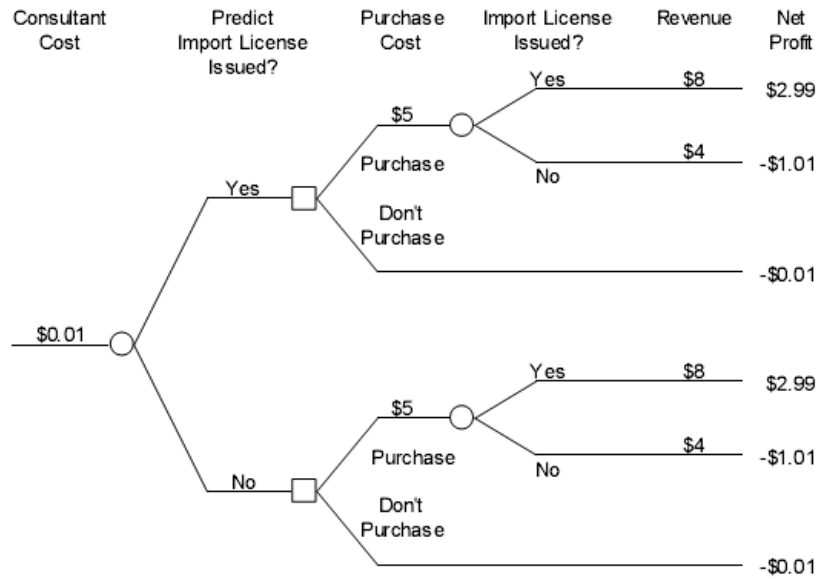 Consultant Cost
Predict Import License Issued?
Purchase Cost
Import License Issued?
Revenue
Net Profit
Yes
$8
$2.99
$5
$4
-$1.01
Purchase
No
Yes
Don't Purchase
-$0.01
$0.01
Yes
$8
$2.99
$5
$4
-$1.01
Purchase
No
No
Don't Purchase
-$0.01